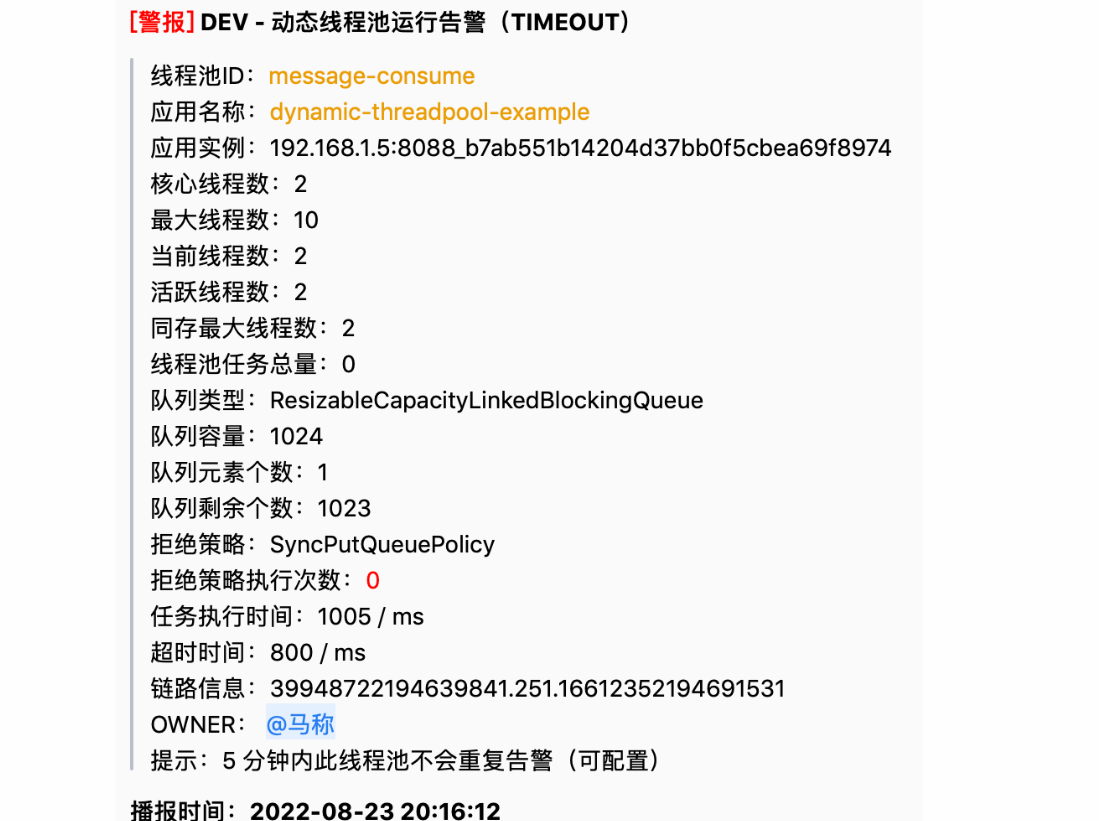 [警报] DEV - 动态线程池运行告警（TIMEOUT）
线程池ID：message-consume
应用名称：dynamic-threadpool-example
应用实例：192.168.1.5:8088_b7ab551b14204d37bb0f5cbea69f8974
核心线程数：2
最大线程数：10
当前线程数：2
活跃线程数：2
同存最大线程数：2
线程池任务总量：0
队列类型：ResizableCapacityLinkedBlockingQueue
队列容量：1024
队列元素个数：1
队列剩余个数：1023
拒绝策略：SyncPutQueuePolicy
拒绝策略执行次数：0
任务执行时间：1005 / ms
超时时间：800 / ms
链路信息：39948722194639841.251.16612352194691531
OWNER：@马称
提示：5 分钟内此线程池不会重复告警（可配置）
播报时间：2022-08-23 20:16:12